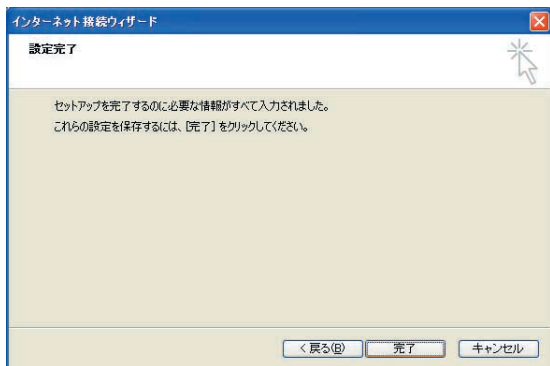 インターネット接続ウィザード
設定完了
セットアップを完了するのに必要な情報がすべて入力されました。
これらの設定を保存するには、[完了] をクリックしてください。
< 戻る(B)
完了
キャンセル